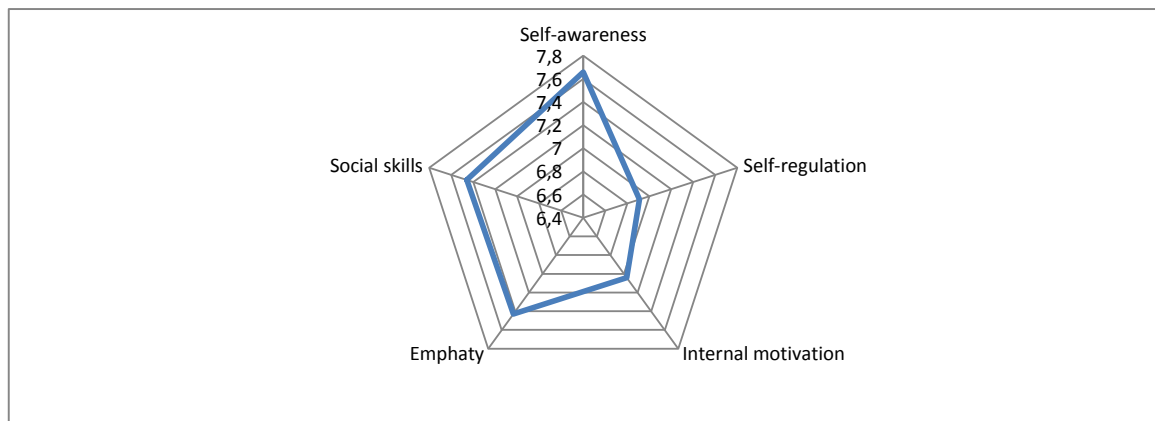 Self-awareness
7,8
7,6
7,4
7,2
7
6,8
6,6
6,4
Social skills
Self-regulation
Emphaty
Internal motivation